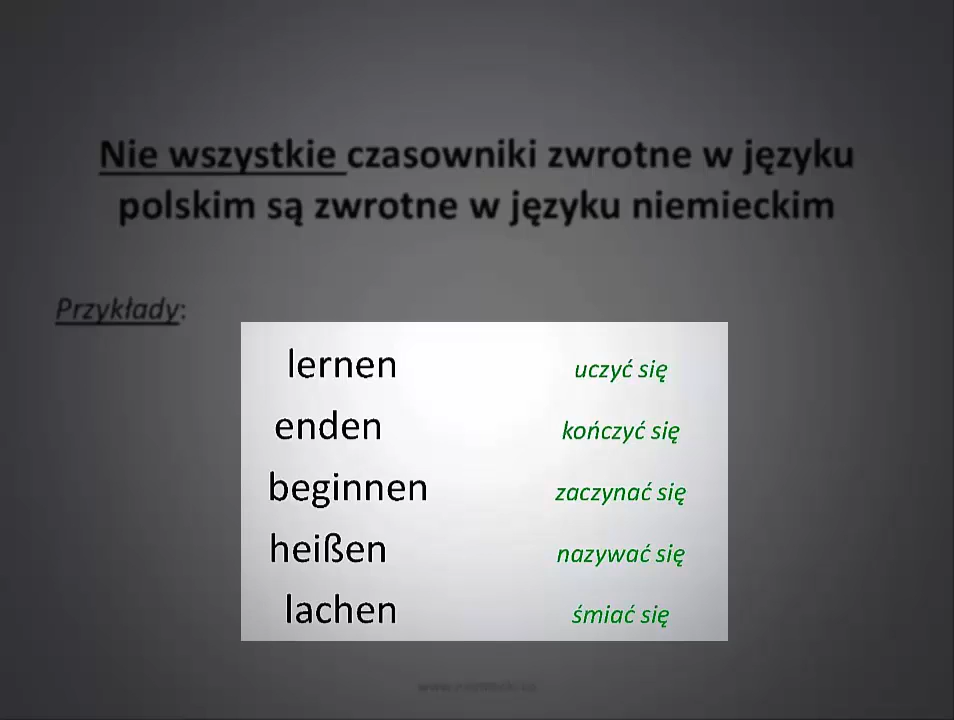 Nie wszystkie czasowniki zwrotne w języku
polskim są zwrotne w języku niemieckim
Przykłady:
lernen uczyć się
enden kończyć się
beginnen zaczynać się
heißen nazywać się
lachen śmiać się